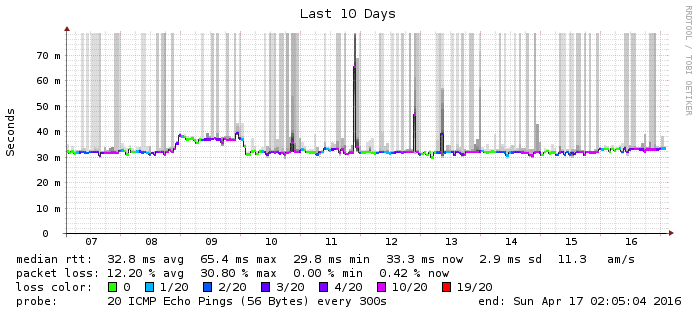 Last 10 Days
RRDTOOL / TOBI OETIKER
Seconds
70 m
60 m
50 m
40 m
30 m
20 m
10 m
0
07 08 09 10 11 12 13 14 15 16
median rtt: 32.8 ms avg 65.4 ms max 29.8 ms min 33.3 ms now 2.9 ms sd 11.3 am/s
packet loss: 12.20 % avg 30.80 % max 0.00 % min 0.42 % now
loss color: 0 1/20 2/20 3/20 4/20 10/20 19/20
probe: 20 ICMP Echo Pings (56 Bytes) every 300s end: Sun Apr 17 02:05:04 2016